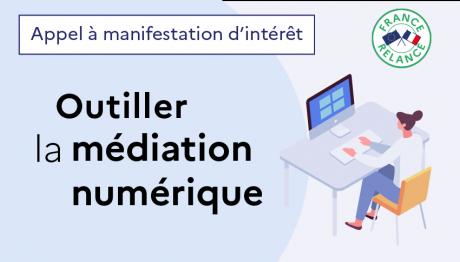 Appel à manifestation d'intérêt
FRANCE
RELANCE
Outiller
la médiation
numérique